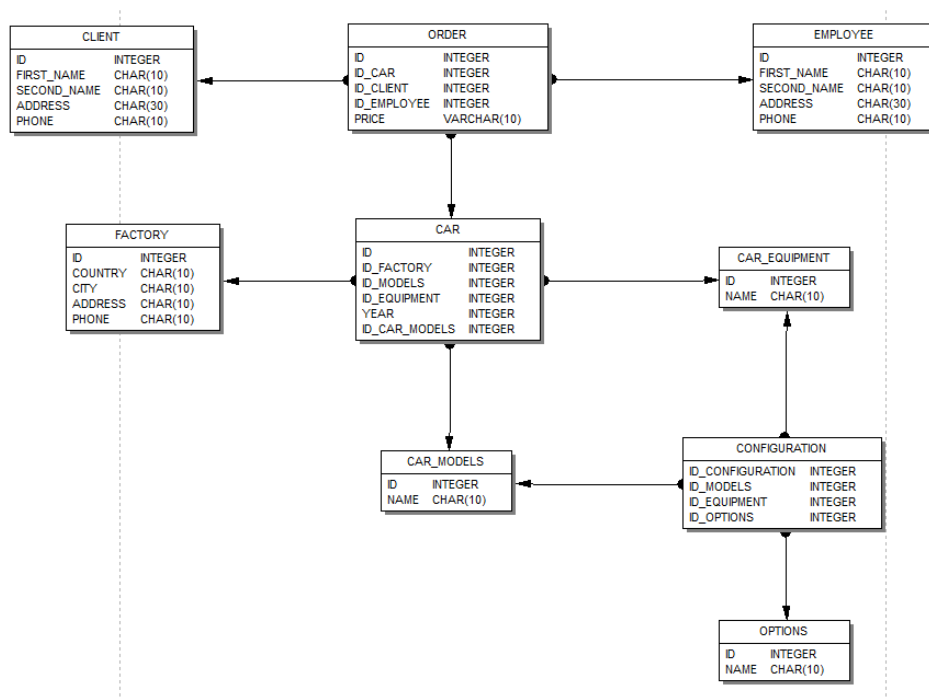 CLIENT
ID INTEGER
FIRST_NAME CHAR(10)
SECOND_NAME CHAR(10)
ADDRESS CHAR(30)
PHONE CHAR(10)
ORDER
ID INTEGER
ID_CAR INTEGER
ID_CLIENT INTEGER
ID_EMPLOYEE INTEGER
PRICE VARCHAR(10)
EMPLOYEE
ID INTEGER
FIRST_NAME CHAR(10)
SECOND_NAME CHAR(10)
ADDRESS CHAR(30)
PHONE CHAR(10)
FACTORY
ID INTEGER
COUNTRY CHAR(10)
CITY CHAR(10)
ADDRESS CHAR(10)
PHONE CHAR(10)
CAR
ID INTEGER
ID_FACTORY INTEGER
ID_MODELS INTEGER
ID_EQUIPMENT INTEGER
YEAR INTEGER
ID_CAR_MODELS INTEGER
CAR_EQUIPMENT
ID INTEGER
NAME CHAR(10)
CAR_MODELS
ID INTEGER
NAME CHAR(10)
CONFIGURATION
ID_CONFIGURATION INTEGER
ID_MODELS INTEGER
ID_EQUIPMENT INTEGER
ID_OPTIONS INTEGER
OPTIONS
ID INTEGER
NAME CHAR(10)